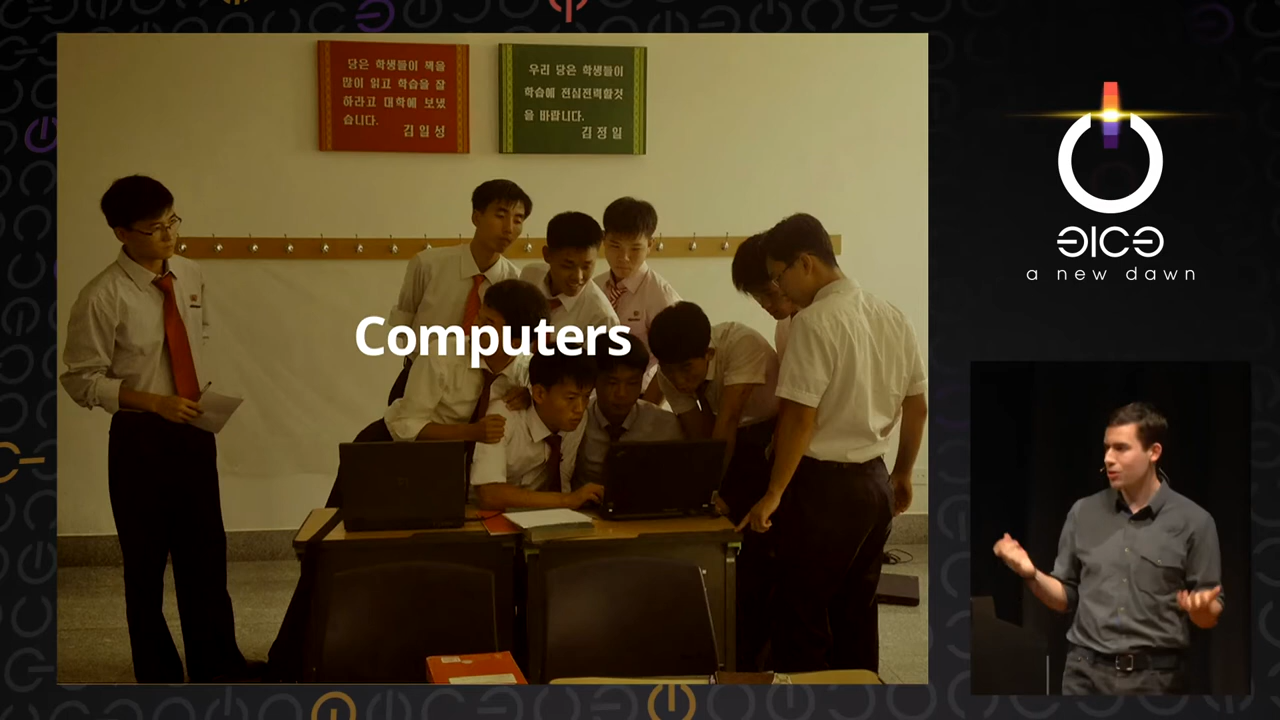 당은 학생들이 책을
많이 읽고 학습을 잘
하라고 대학에 보냈
습니다.
김일성
우리 당은 학생들이
학습에 전심전력할것
을 바랍니다.
김정일
Computers
31C3
a new dawn